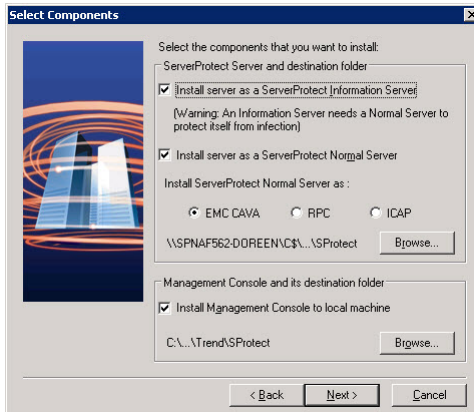 Select Components
Select the components that you want to install:
ServerProtect Server and destination folder
Install server as a ServerProtect Information Server
(Warning: An Information Server needs a Normal Server to
protect itself from infection)
Install server as a ServerProtect Normal Server
Install ServerProtect Normal Server as :
EMC CAVA RPC ICAP
\\SPNAF562-DOREEN\C$\...\SProtect Browse...
Management Console and its destination folder
Install Management Console to local machine
C:\...\Trend\SProtect Browse...
< Back Next > Cancel